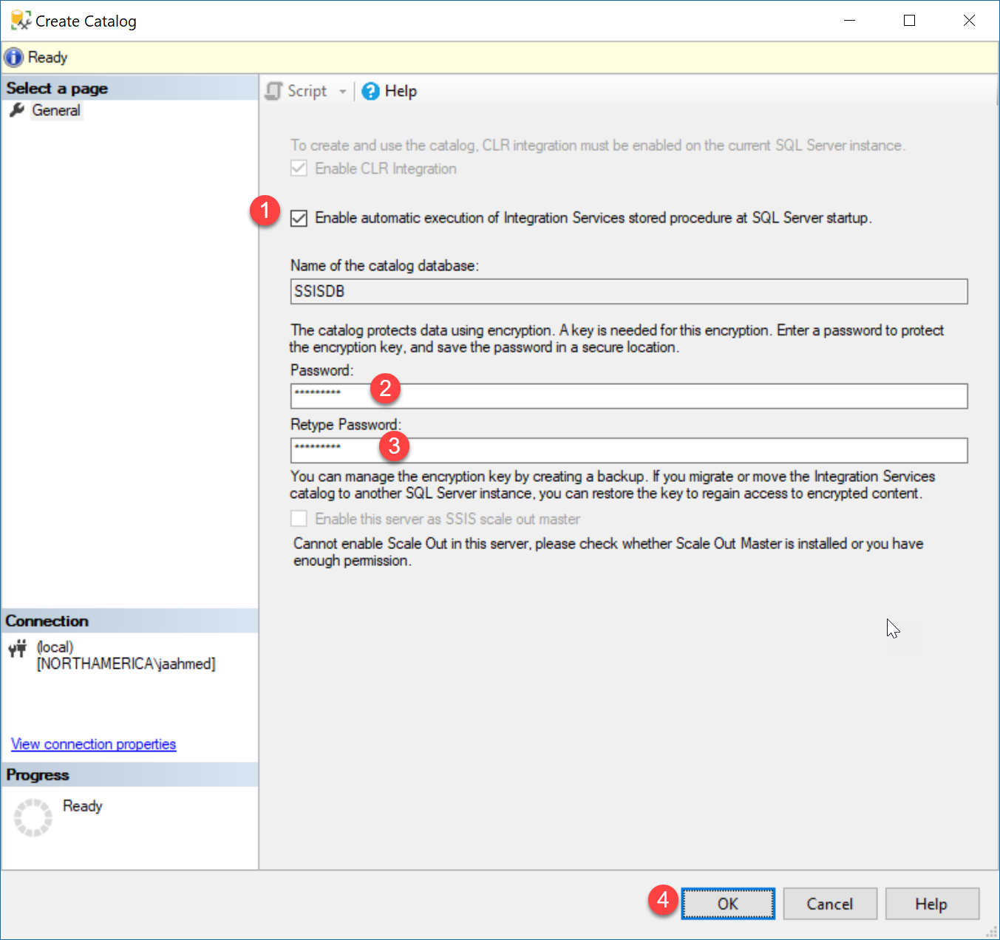 Create Catalog
Ready
Select a page
General
Script
Help
To create and use the catalog, CLR integration must be enabled on the current SQL Server instance.
Enable CLR Integration
1
Enable automatic execution of Integration Services stored procedure at SQL Server startup.
Name of the catalog database:
SSISDB
The catalog protects data using encryption. A key is needed for this encryption. Enter a password to protect
the encryption key, and save the password in a secure location.
Password:
********* 2
Retype Password:
********* 3
You can manage the encryption key by creating a backup. If you migrate or move the Integration Services
catalog to another SQL Server instance, you can restore the key to regain access to encrypted content.
Enable this server as SSIS scale out master
Cannot enable Scale Out in this server, please check whether Scale Out Master is installed or you have
enough permission.
Connection
(local)
[NORTHAMERICA\jaahmed]
View connection properties
Progress
Ready
4
OK
Cancel
Help